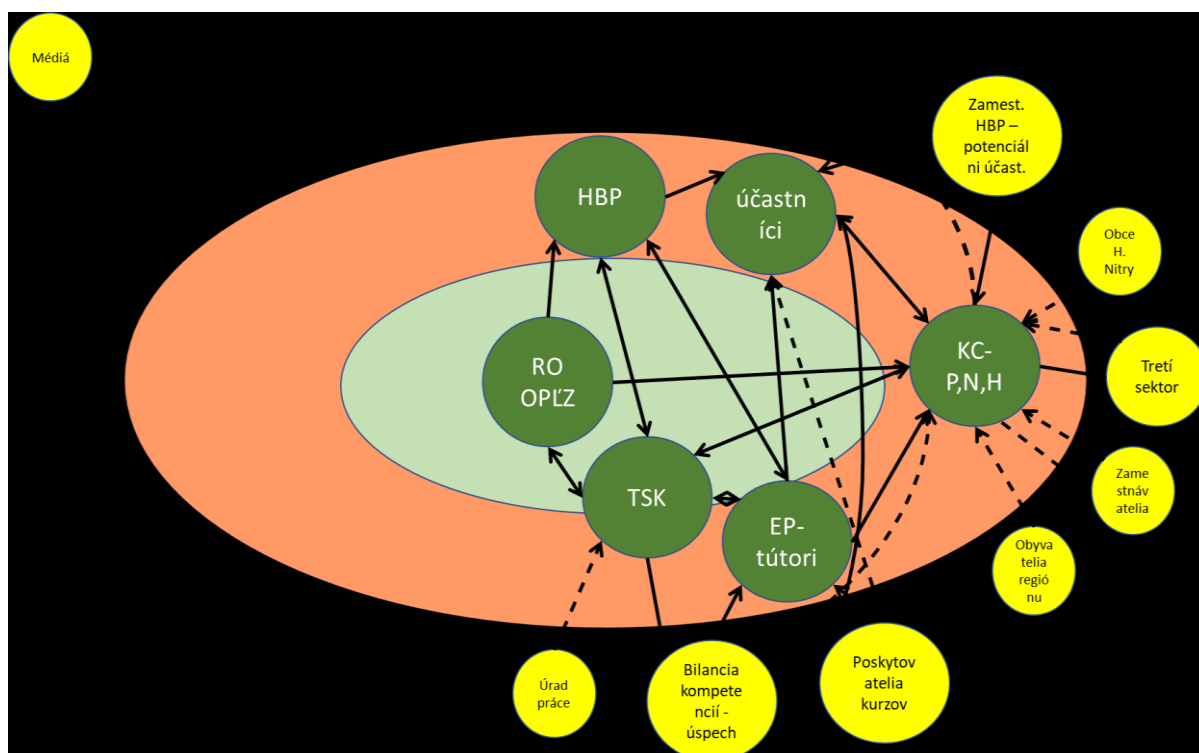 Médiá
Zamest.
HBP –
potenciál
ni účast.
HBP
účastn
íci
Obce
H.
Nitry
RO
OPĽZ
KC-
P,N,H
Tretí
sektor
TSK
EP-
tútori
Zame
stnáv
atelia
Obyva
telia
regió
nu
Úrad
práce
Bilancia
kompete
ncií -
úspech
Poskytov
atelia
kurzov